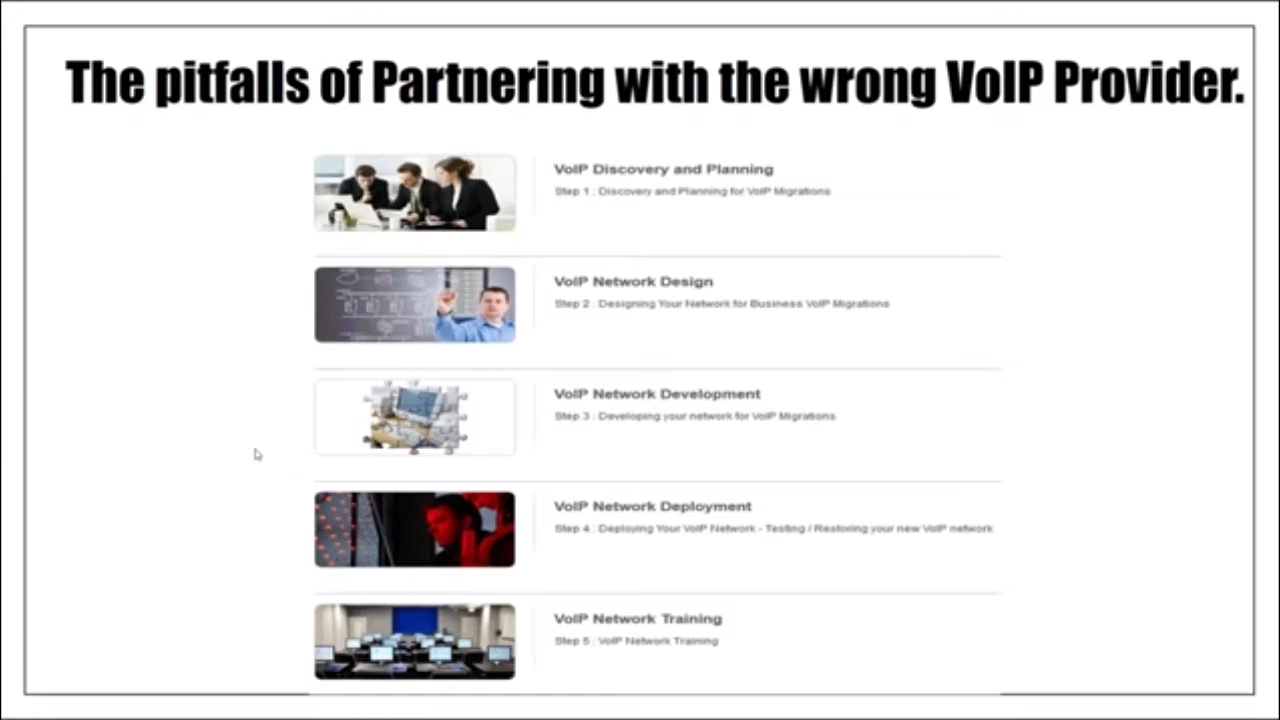 The pitfalls of Partnering with the wrong VoIP Provider.
VoIP Discovery and Planning
Step 1 : Discovery and Planning for VoIP Migrations
VoIP Network Design
Step 2 : Designing Your Network for Business VoIP Migrations
VoIP Network Development
Step 3 : Developing your network for VoIP Migrations
VoIP Network Deployment
Step 4 : Deploying Your VoIP Network - Testing / Restoring your new VoIP network
VoIP Network Training
Step 5 : VoIP Network Training